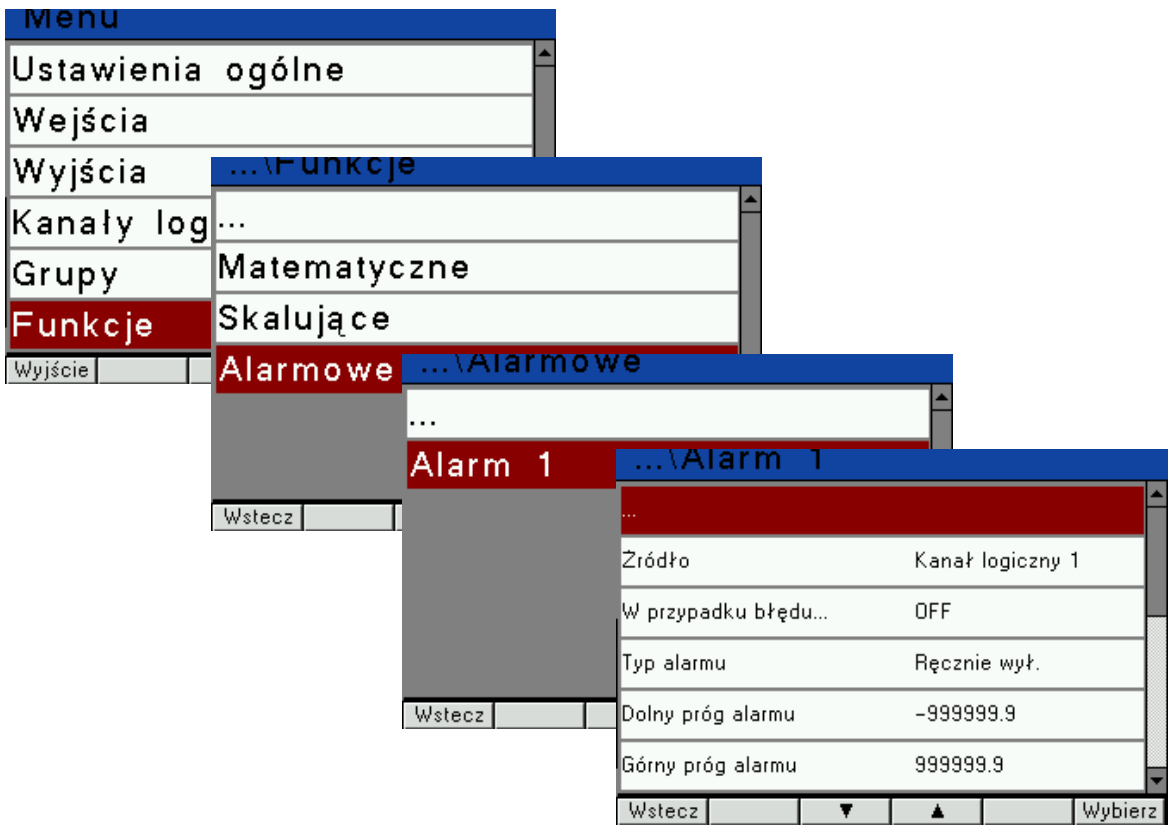 Menu
Ustawienia ogólne
Wejścia
Wyjścia
Kanały log
Grupy
Funkcje
Wyjście
...\Funkcje
...
Matematyczne
Skalujące
Alarmowe
Wstecz
...\Alarmowe
...
Alarm 1
Wstecz
...\Alarm 1
...
Źródło Kanał logiczny 1
W przypadku błędu... OFF
Typ alarmu Ręcznie wył.
Dolny próg alarmu -999999.9
Górny próg alarmu 999999.9
Wstecz ▼ ▲ Wybierz